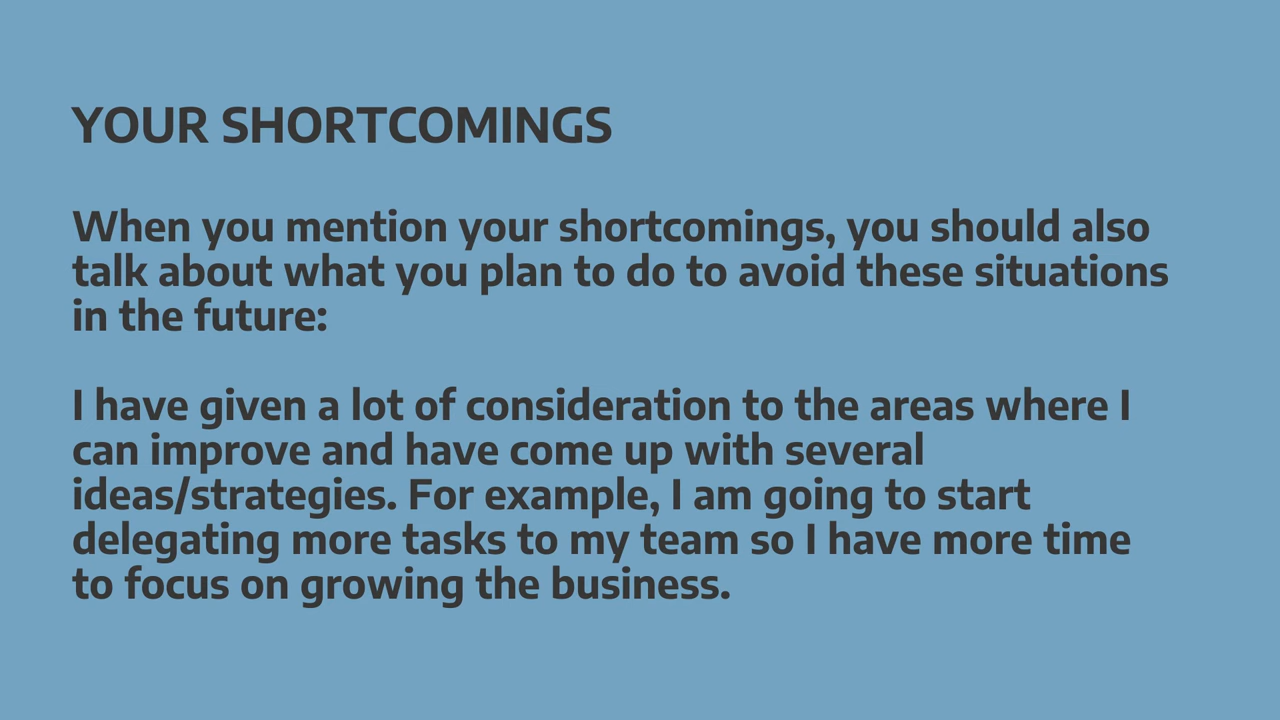 YOUR SHORTCOMINGS
When you mention your shortcomings, you should also
talk about what you plan to do to avoid these situations
in the future:
I have given a lot of consideration to the areas where I
can improve and have come up with several
ideas/strategies. For example, I am going to start
delegating more tasks to my team so I have more time
to focus on growing the business.